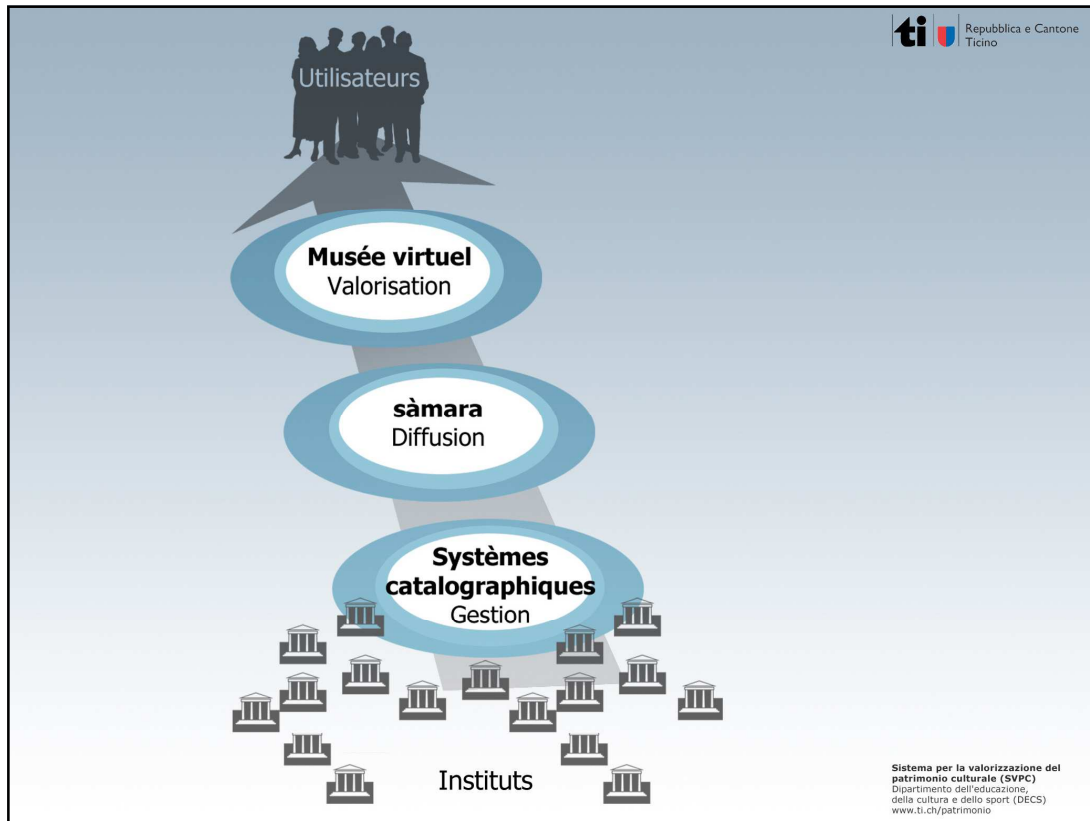 ti
Repubblica e Cantone
Ticino
Utilisateurs
Musée virtuel
Valorisation
sàmara
Diffusion
Systèmes
catalographiques
Gestion
Instituts
Sistema per la valorizzazione del
patrimonio culturale (SVPC)
Dipartimento dell'educazione,
della cultura e dello sport (DECS)
www.ti.ch/patrimonio